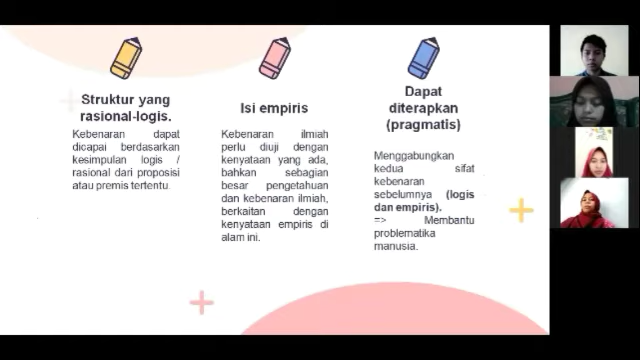 Struktur yang
rasional-logis.
Kebenaran dapat
dicapai berdasarkan
kesimpulan logis /
rasional dari proposisi
atau premis tertentu.
Isi empiris
Kebenaran ilmiah
perlu diuji dengan
kenyataan yang ada,
bahkan sebagian
besar pengetahuan
dan kebenaran ilmiah,
berkaitan dengan
kenyataan empiris di
alam ini.
Dapat
diterapkan
(pragmatis)
Menggabungkan
kedua sifat
kebenaran
sebelumnya (logis
dan empiris).
=> Membantu
problematika
manusia.